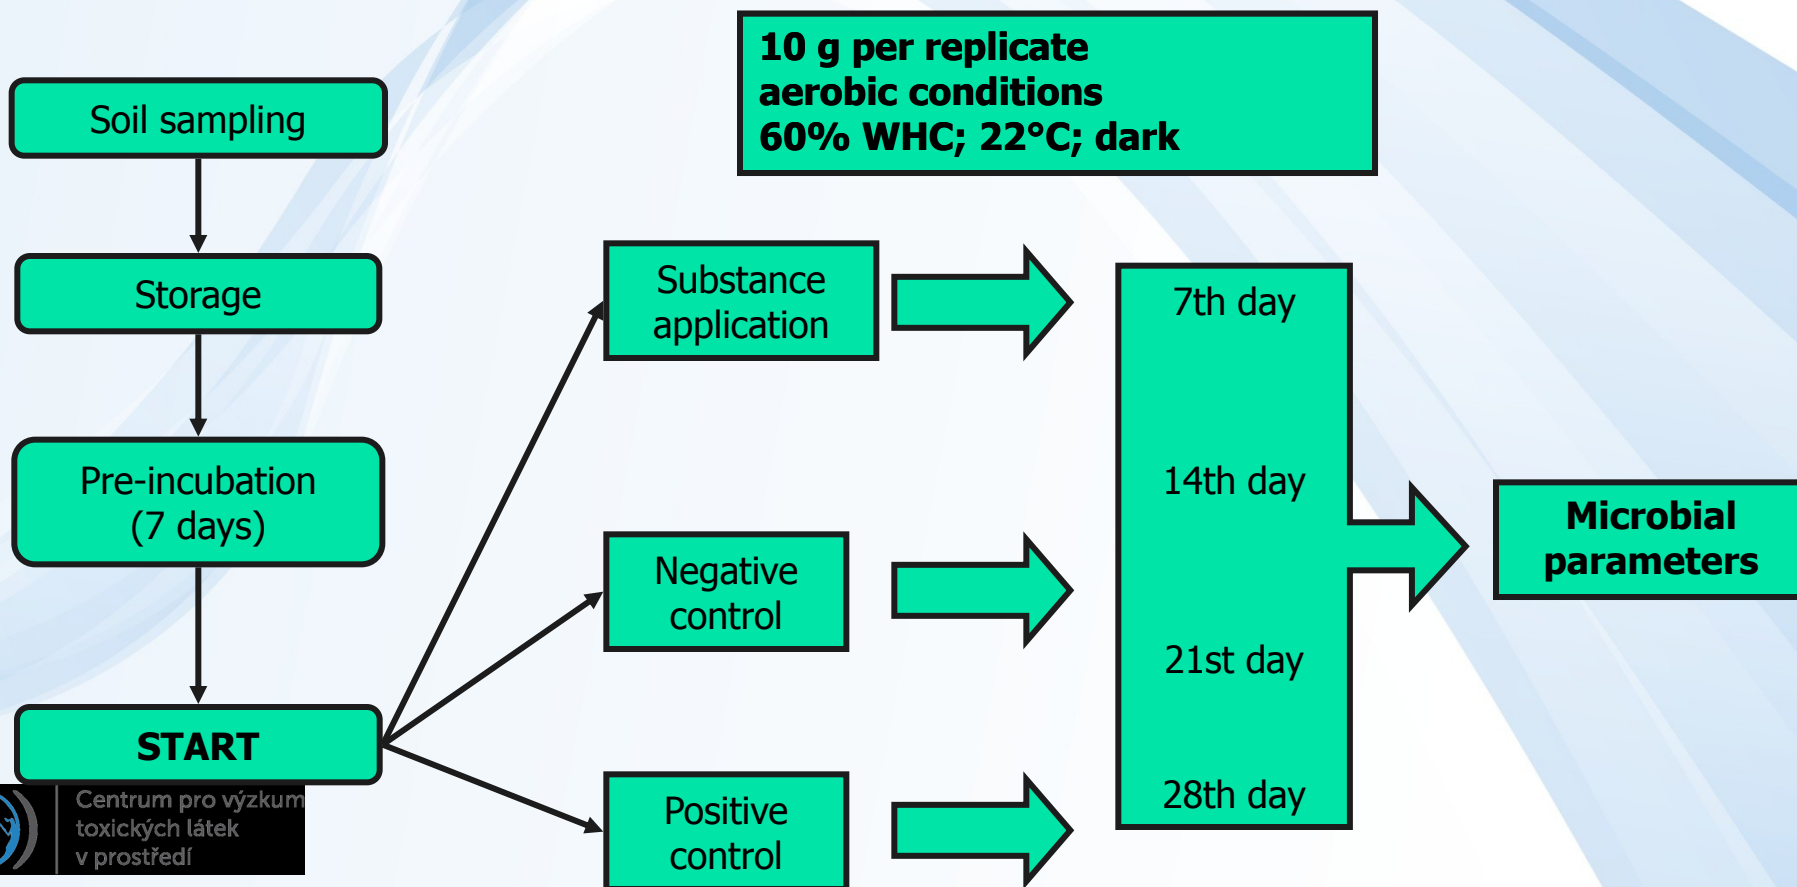 10 g per replicate
aerobic conditions
60% WHC; 22°C; dark
Soil sampling
Storage
Pre-incubation
(7 days)
START
Substance
application
Negative
control
Positive
control
7th day
14th day
21st day
28th day
Microbial
parameters
Centrum pro výzkum
toxických látek
v prostředí